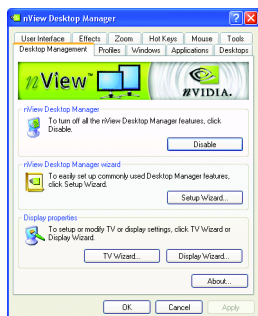 nView Desktop Manager
User Interface Effects Zoom Hot Keys Mouse Tools
Desktop Management Profiles Windows Applications Desktops
nView™
nVIDIA.
nView Desktop Manager
To turn off all the nView Desktop Manager features, click
Disable.
Disable
nView Desktop Manager wizard
To easily set up commonly used Desktop Manager features,
click Setup Wizard.
Setup Wizard...
Display properties
To setup or modify TV or display settings, click TV Wizard or
Display Wizard.
TV Wizard... Display Wizard...
About...
OK Cancel Apply